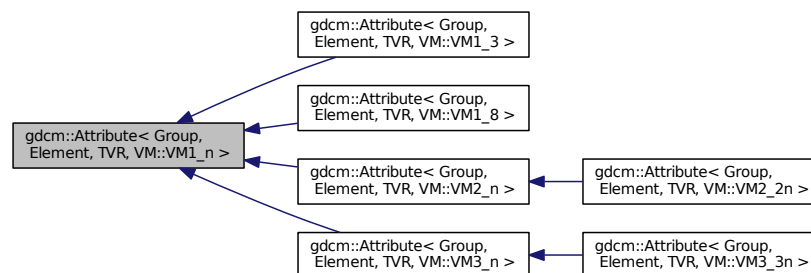 gdcm::Attribute< Group,
Element, TVR, VM::VM1_3 >
gdcm::Attribute< Group,
Element, TVR, VM::VM1_8 >
gdcm::Attribute< Group,
Element, TVR, VM::VM1_n >
gdcm::Attribute< Group,
Element, TVR, VM::VM2_n >
gdcm::Attribute< Group,
Element, TVR, VM::VM2_2n >
gdcm::Attribute< Group,
Element, TVR, VM::VM3_n >
gdcm::Attribute< Group,
Element, TVR, VM::VM3_3n >